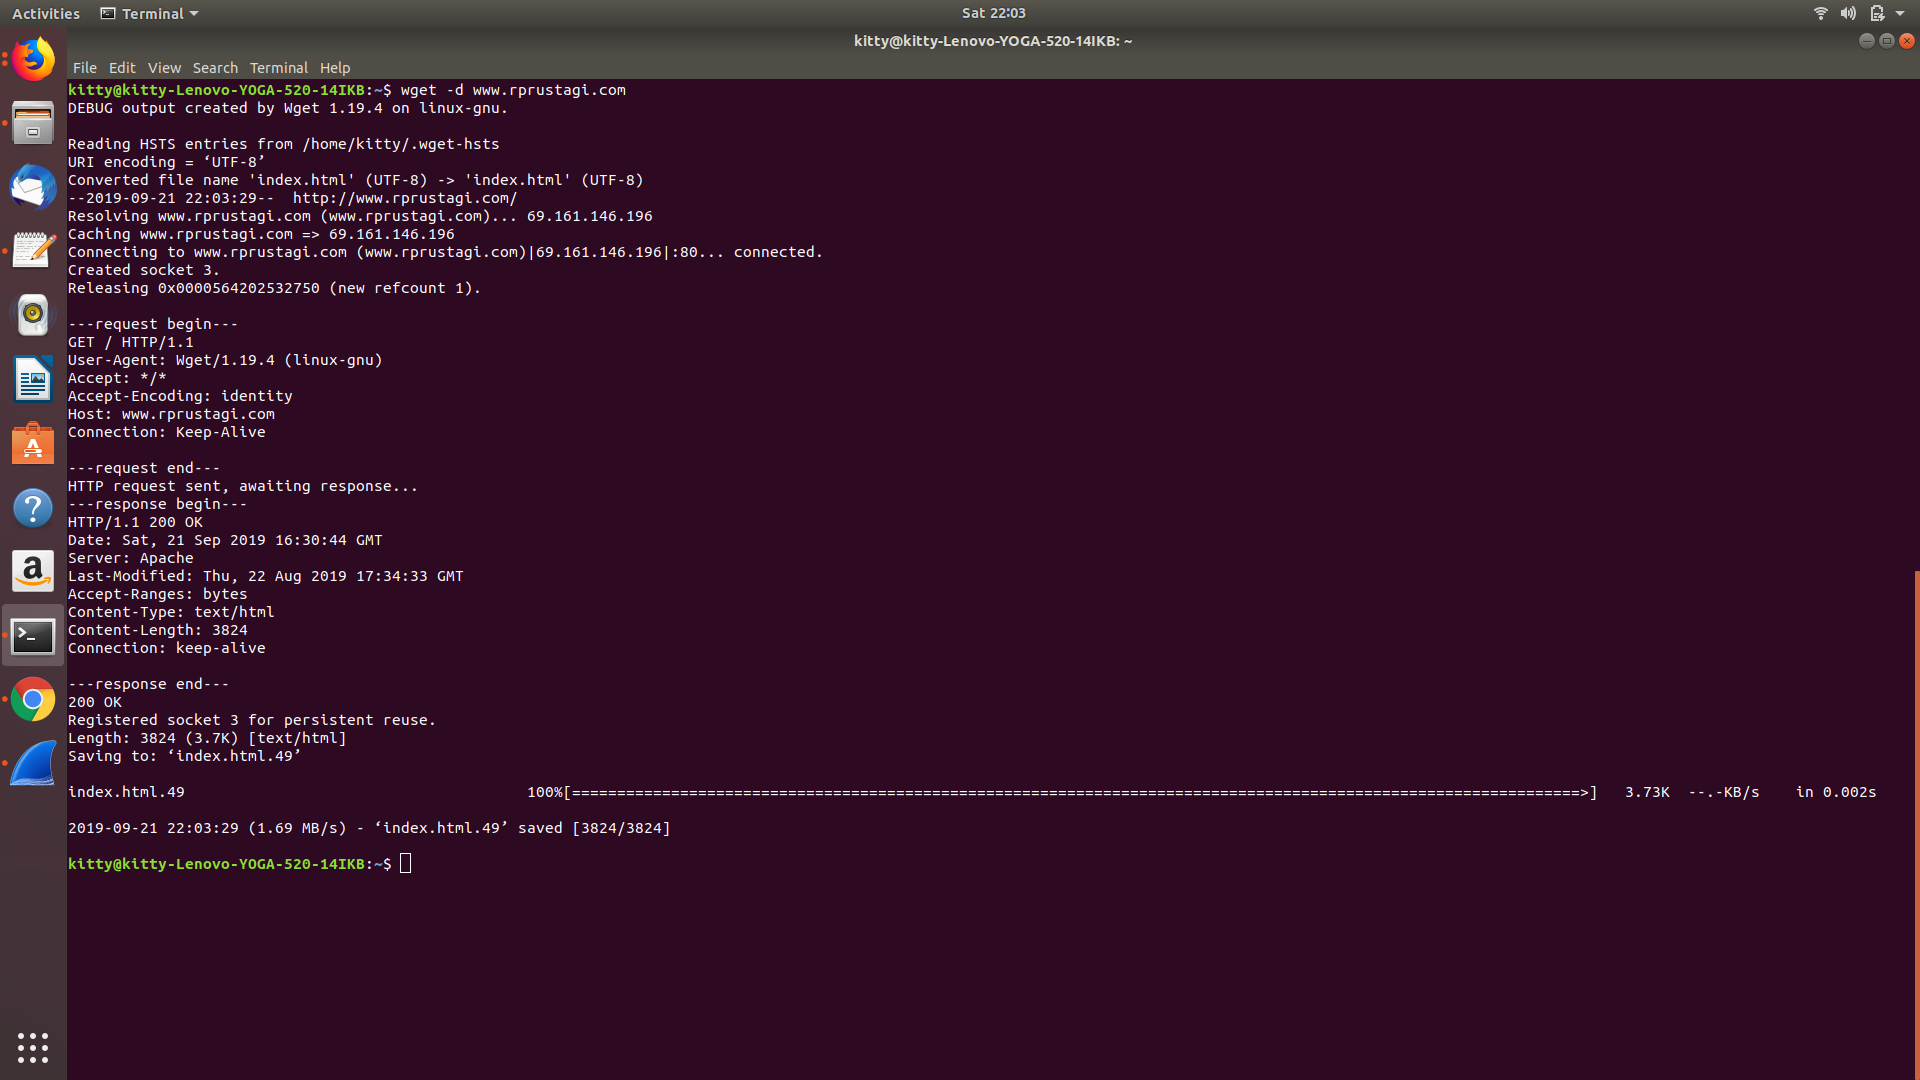 Activities Terminal Sat 22:03
kitty@kitty-Lenovo-YOGA-520-14IKB: ~
File Edit View Search Terminal Help
kitty@kitty-Lenovo-YOGA-520-14IKB:~$ wget -d www.rprustagi.com
DEBUG output created by Wget 1.19.4 on linux-gnu.
Reading HSTS entries from /home/kitty/.wget-hsts
URI encoding = ‘UTF-8’
Converted file name 'index.html' (UTF-8) -> 'index.html' (UTF-8)
--2019-09-21 22:03:29--  http://www.rprustagi.com/
Resolving www.rprustagi.com (www.rprustagi.com)... 69.161.146.196
Caching www.rprustagi.com => 69.161.146.196
Connecting to www.rprustagi.com (www.rprustagi.com)|69.161.146.196|:80... connected.
Created socket 3.
Releasing 0x0000564202532750 (new refcount 1).
---request begin---
GET / HTTP/1.1
User-Agent: Wget/1.19.4 (linux-gnu)
Accept: */*
Accept-Encoding: identity
Host: www.rprustagi.com
Connection: Keep-Alive
---request end---
HTTP request sent, awaiting response...
---response begin---
HTTP/1.1 200 OK
Date: Sat, 21 Sep 2019 16:30:44 GMT
Server: Apache
Last-Modified: Thu, 22 Aug 2019 17:34:33 GMT
Accept-Ranges: bytes
Content-Type: text/html
Content-Length: 3824
Connection: keep-alive
---response end---
200 OK
Registered socket 3 for persistent reuse.
Length: 3824 (3.7K) [text/html]
Saving to: ‘index.html.49’
index.html.49 100%[================================================================================================================>] 3.73K --.-KB/s in 0.002s
2019-09-21 22:03:29 (1.69 MB/s) - ‘index.html.49’ saved [3824/3824]
kitty@kitty-Lenovo-YOGA-520-14IKB:~$